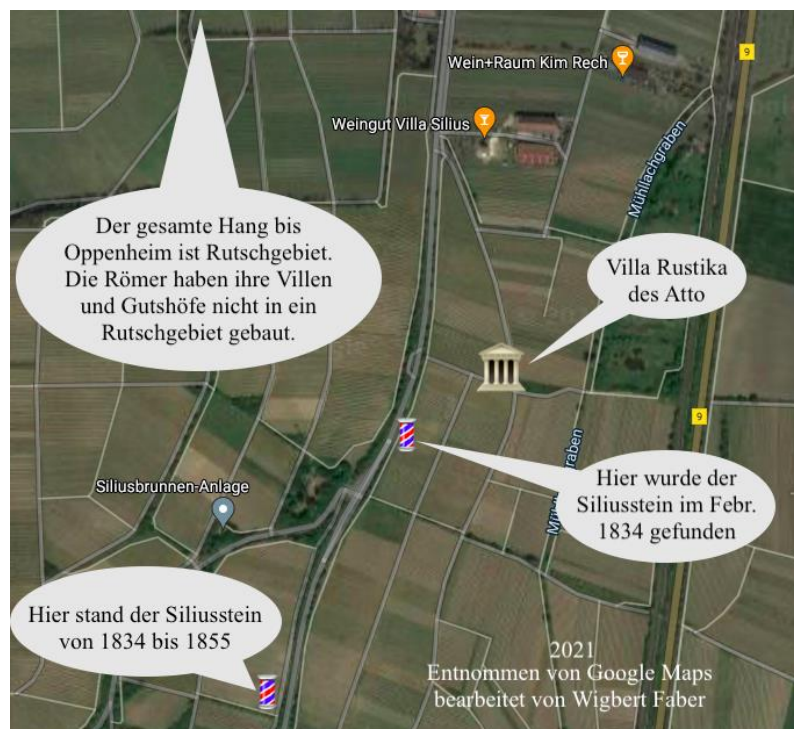 Wein+Raum Kim Rech
9
Weingut Villa Silius
Mühllachgraben
Der gesamte Hang bis
Oppenheim ist Rutschgebiet.
Die Römer haben ihre Villen
und Gutshöfe nicht in ein
Rutschgebiet gebaut.
Villa Rustika
des Atto
9
Siliusbrunnen-Anlage
Hier wurde der
Siliusstein im Febr.
1834 gefunden
Hier stand der Siliusstein
von 1834 bis 1855
2021
Entnommen von Google Maps
bearbeitet von Wigbert Faber